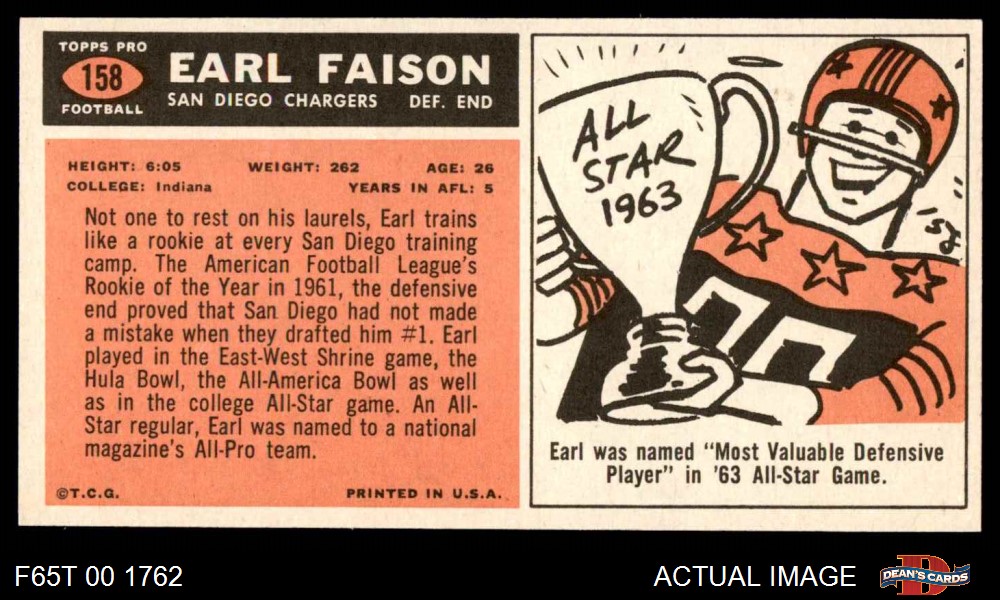 TOPPS PRO
158
FOOTBALL
EARL FAISON
SAN DIEGO CHARGERS DEF. END
HEIGHT: 6:05 WEIGHT: 262 AGE: 26
COLLEGE: Indiana YEARS IN AFL: 5
Not one to rest on his laurels, Earl trains
like a rookie at every San Diego training
camp. The American Football League's
Rookie of the Year in 1961, the defensive
end proved that San Diego had not made
a mistake when they drafted him #1. Earl
played in the East-West Shrine game, the
Hula Bowl, the All-America Bowl as well
as in the college All-Star game. An All-
Star regular, Earl was named to a national
magazine's All-Pro team.
©T.C.G. PRINTED IN U.S.A.
ALL
STAR
1963
Earl was named "Most Valuable Defensive
Player" in '63 All-Star Game.
F65T 00 1762
ACTUAL IMAGE
DEAN'S CARDS